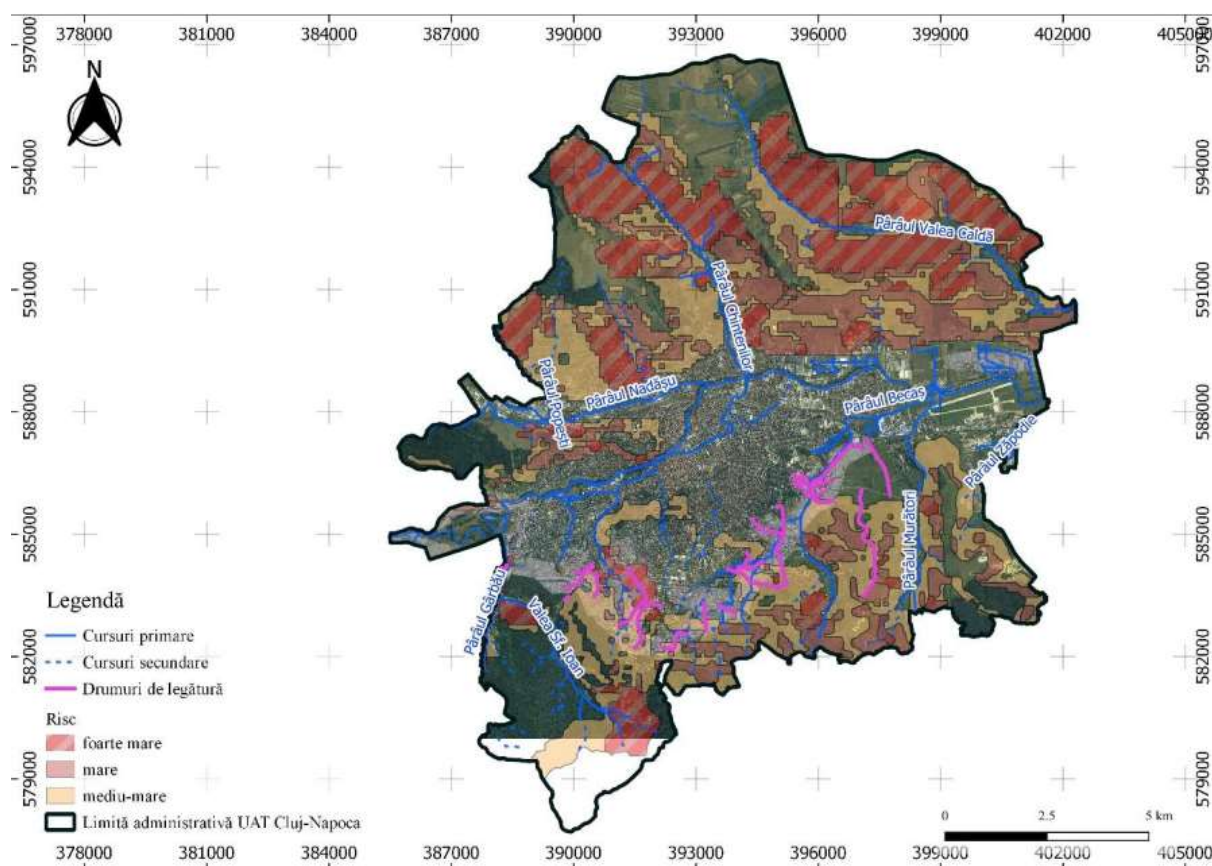 378000 381000 384000 387000 390000 393000 396000 399000 402000 405000
597000 597000
N
594000 594000
Pârâul Valea Caldă
591000 591000
Pârâul Chintenilor
Pârâul Popești
Pârâul Nadășu
Pârâul Becaș
588000 588000
Pârâul Zăpodie
Pârâul Murători
585000 585000
Pârâul Gârbău
Valea Sf. Ioan
582000 582000
579000 579000
Legendă
Cursuri primare
Cursuri secundare
Drumuri de legătură
Risc
foarte mare
mare
mediu-mare
Limită administrativă UAT Cluj-Napoca
0 2.5 5 km
378000 381000 384000 387000 390000 393000 396000 399000 402000 405000